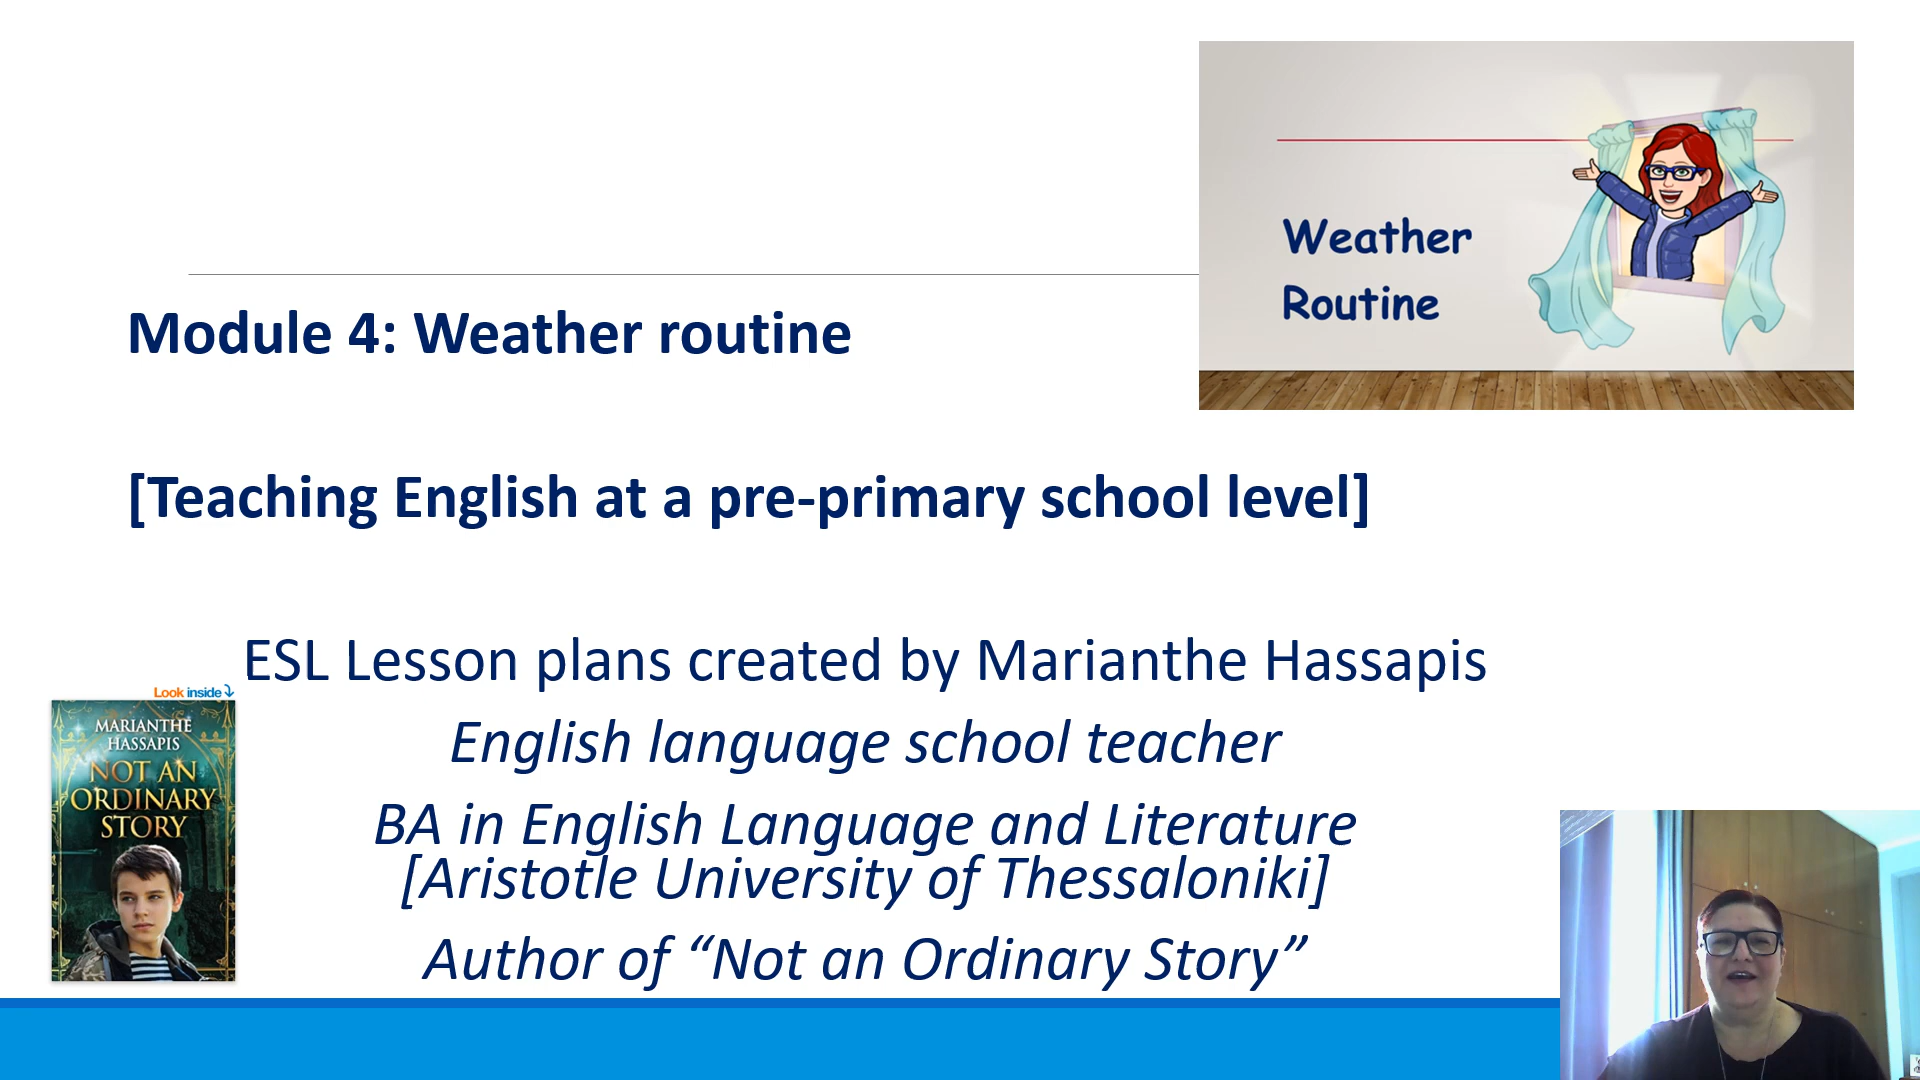 Weather
Routine
Module 4: Weather routine
[Teaching English at a pre-primary school level]
ESL Lesson plans created by Marianthe Hassapis
English language school teacher
BA in English Language and Literature
[Aristotle University of Thessaloniki]
Author of “Not an Ordinary Story”
Look inside
MARIANTHE
HASSAPIS
NOT AN
ORDINARY
STORY